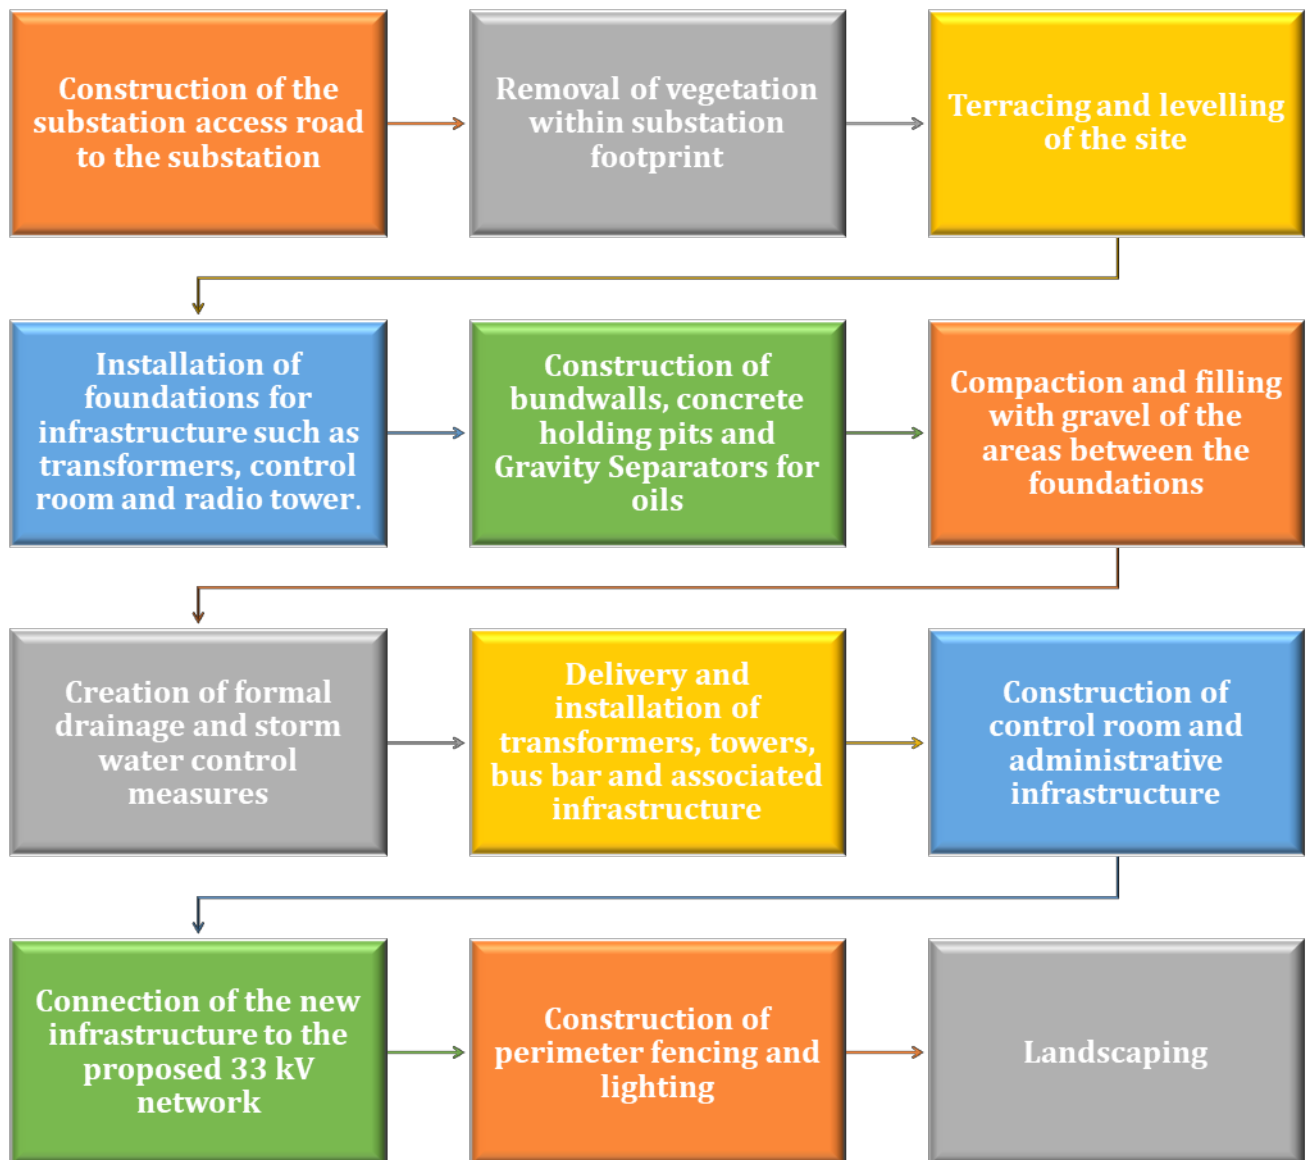 Construction of the
substation access road
to the substation
Removal of vegetation
within substation
footprint
Terracing and levelling
of the site
Installation of
foundations for
infrastructure such as
transformers, control
room and radio tower.
Construction of
bundwalls, concrete
holding pits and
Gravity Separators for
oils
Compaction and filling
with gravel of the
areas between the
foundations
Creation of formal
drainage and storm
water control
measures
Delivery and
installation of
transformers, towers,
bus bar and associated
infrastructure
Construction of
control room and
administrative
infrastructure
Connection of the new
infrastructure to the
proposed 33 kV
network
Construction of
perimeter fencing and
lighting
Landscaping